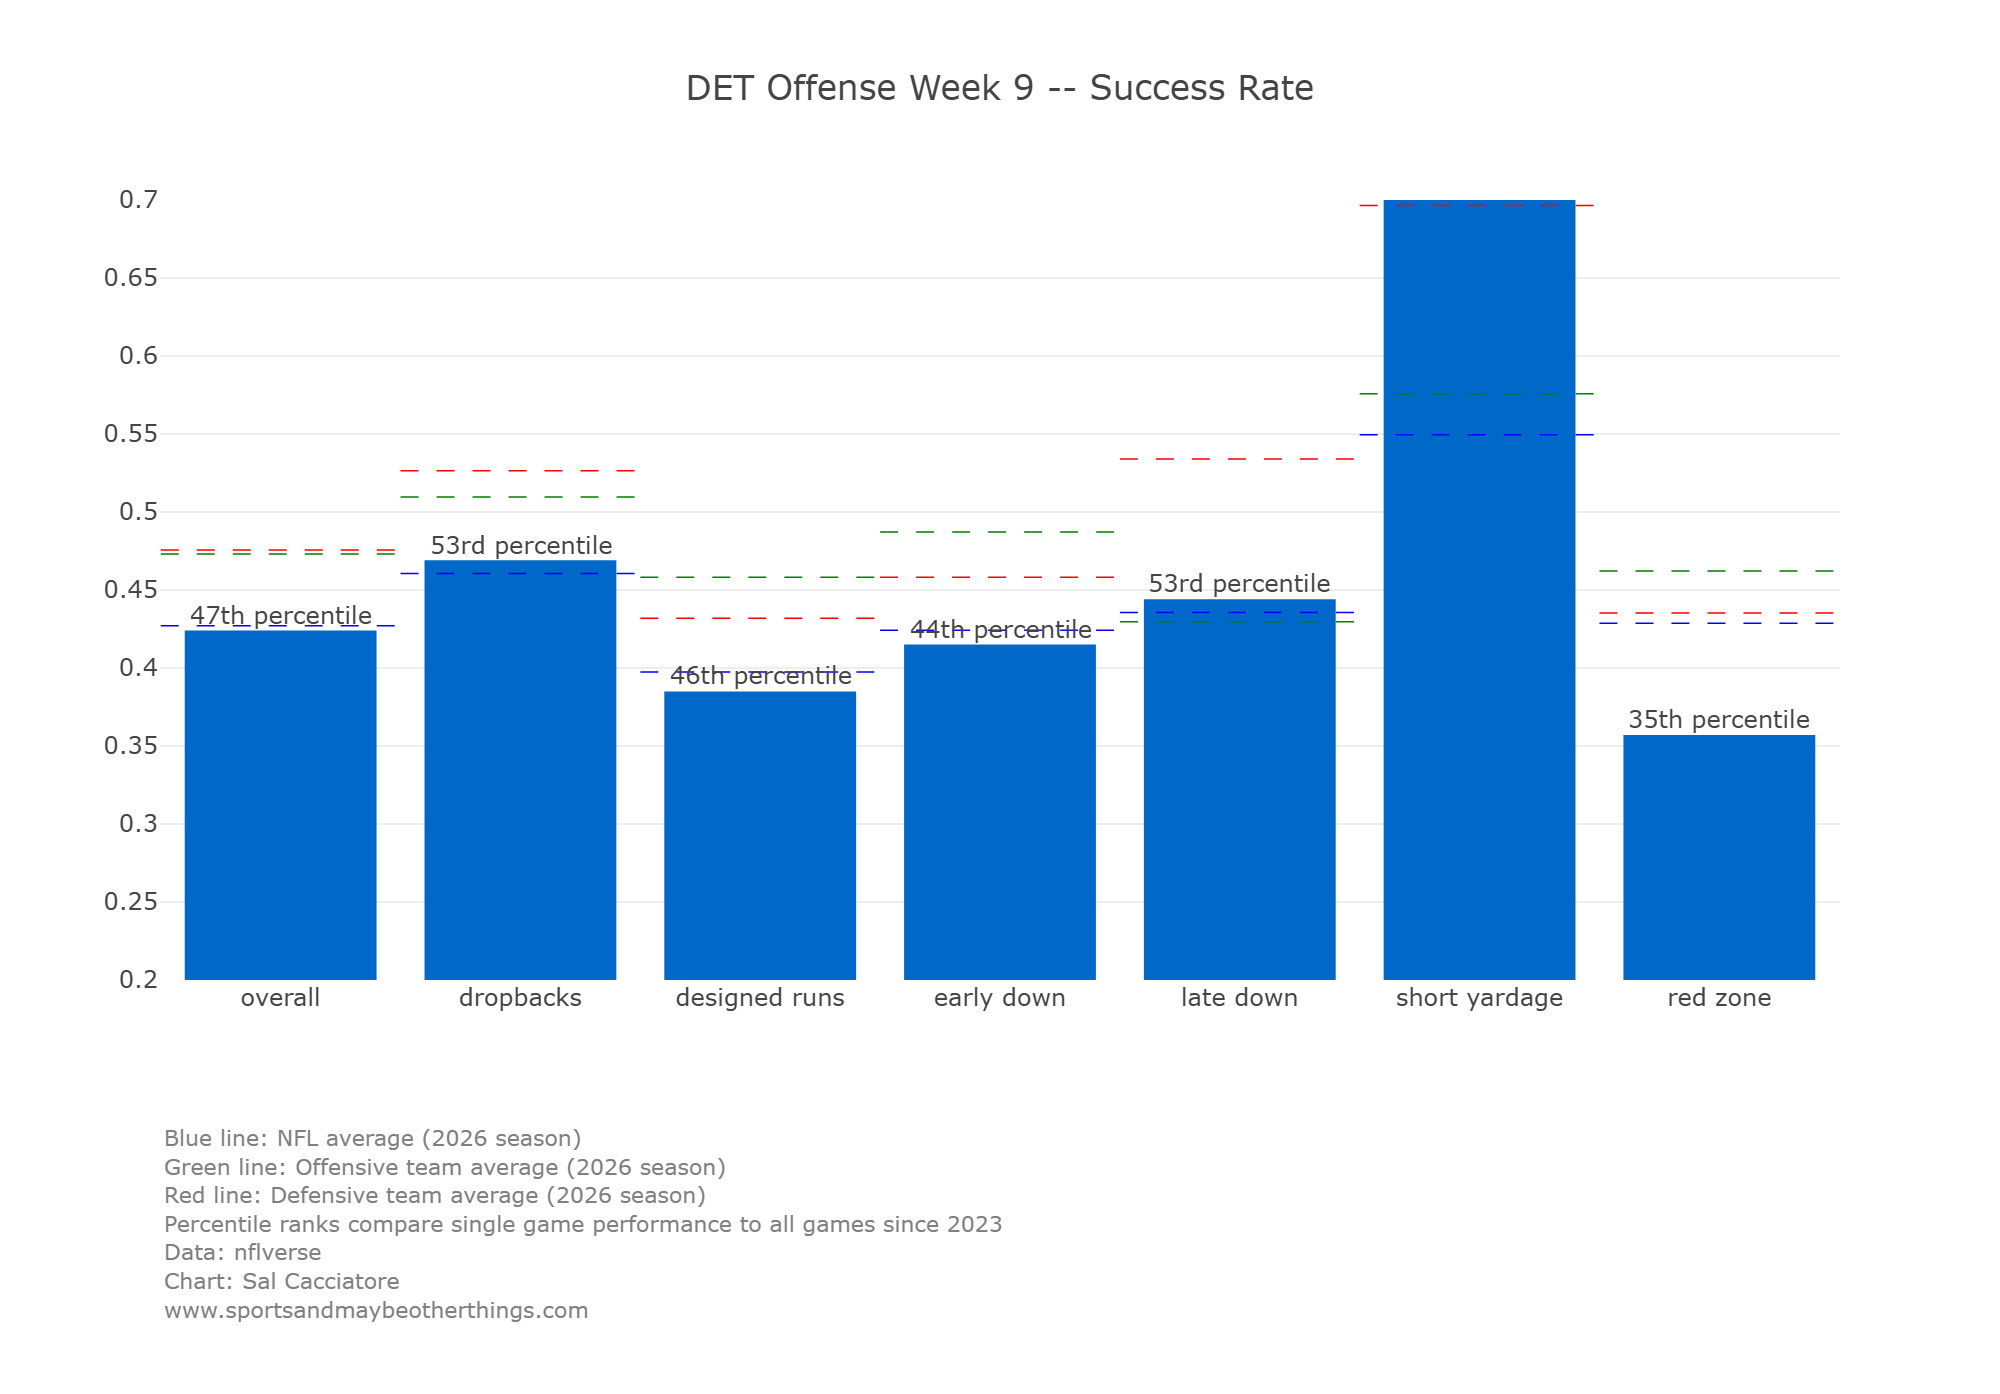 DET Offense Week 9 -- Success Rate
0.7
0.65
0.6
0.55
0.5
0.45
0.4
0.35
0.3
0.25
0.2
47th percentile
53rd percentile
46th percentile
44th percentile
53rd percentile
35th percentile
overall
dropbacks
designed runs
early down
late down
short yardage
red zone
Blue line: NFL average (2026 season)
Green line: Offensive team average (2026 season)
Red line: Defensive team average (2026 season)
Percentile ranks compare single game performance to all games since 2023
Data: nflverse
Chart: Sal Cacciatore
www.sportsandmaybeotherthings.com